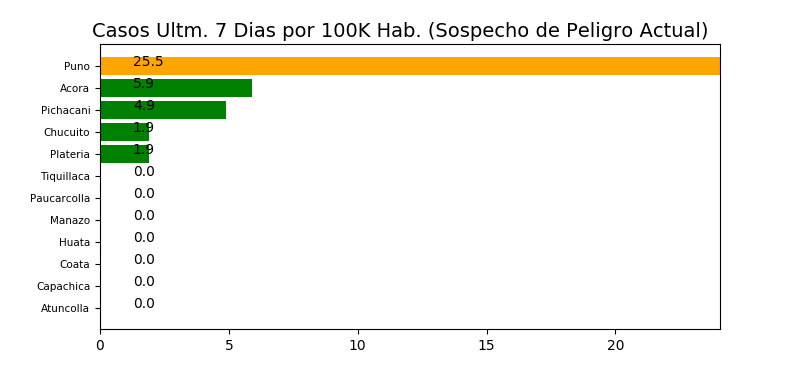 Casos Ultm. 7 Dias por 100K Hab. (Sospecho de Peligro Actual)
Puno 25.5
Acora 5.9
Pichacani 4.9
Chucuito 1.9
Plateria 1.9
Tiquillaca 0.0
Paucarcolla 0.0
Manazo 0.0
Huata 0.0
Coata 0.0
Capachica 0.0
Atuncolla 0.0
0 5 10 15 20